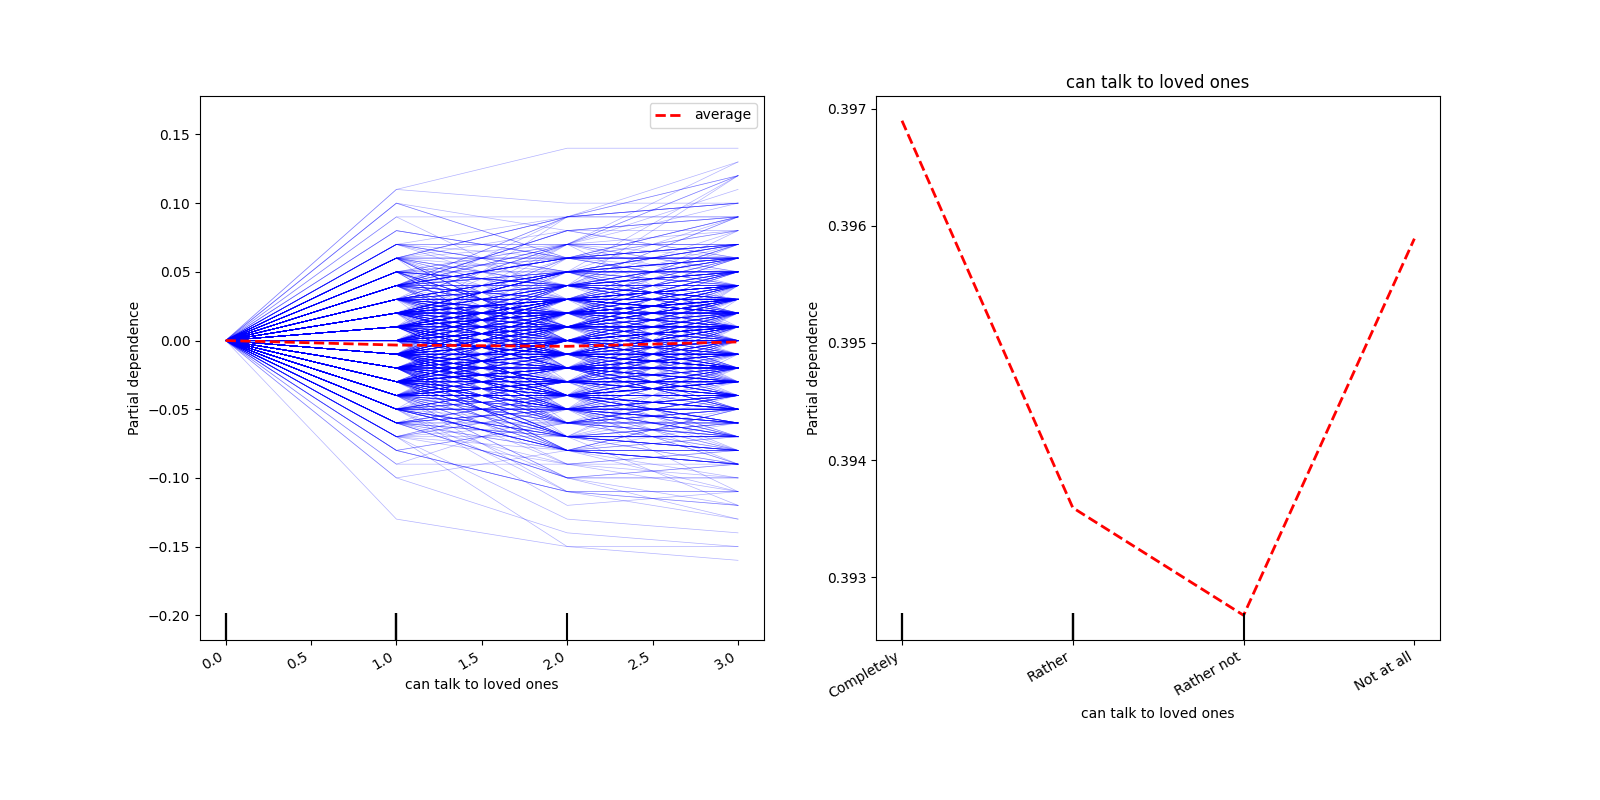 average
0.15
0.10
0.05
0.00
−0.05
−0.10
−0.15
−0.20
Partial dependence
0.0
0.5
1.0
1.5
2.0
2.5
3.0
can talk to loved ones
can talk to loved ones
0.397
0.396
0.395
0.394
0.393
Partial dependence
Completely
Rather
Rather not
Not at all
can talk to loved ones